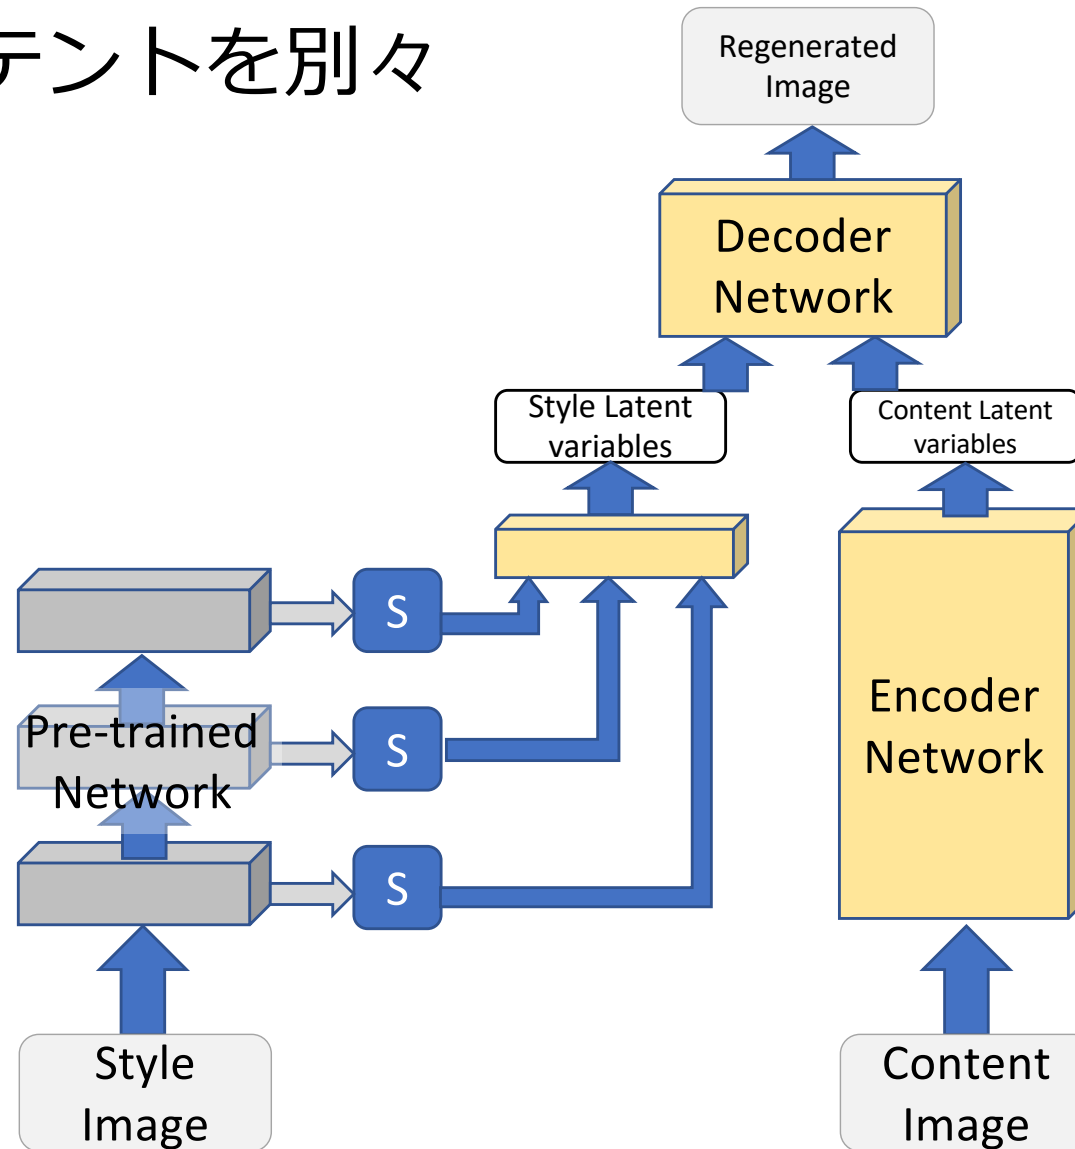 テントを別々
Regenerated
Image
Decoder
Network
Style Latent
variables
Content Latent
variables
S
Pre-trained
Network
S
S
Encoder
Network
Style
Image
Content
Image